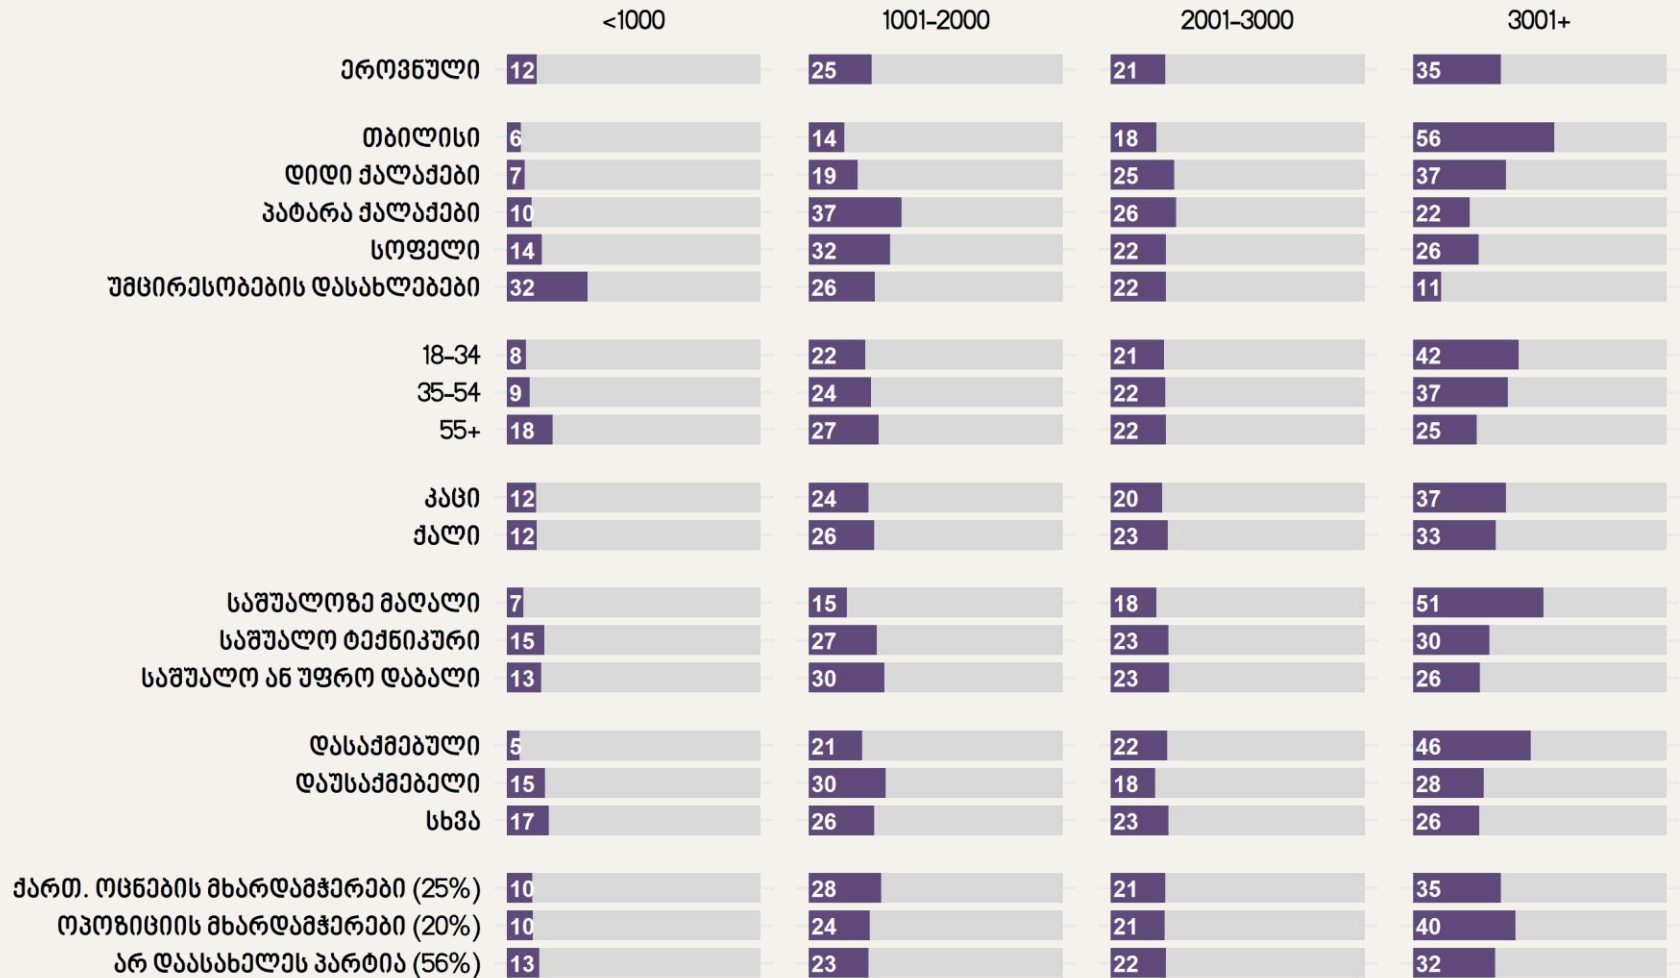 <1000 1001-2000 2001-3000 3001+
ეროვნული 12 25 21 35
თბილისი 6 14 18 56
დიდი ქალაქები 7 19 25 37
პატარა ქალაქები 10 37 26 22
სოფელი 14 32 22 26
უმცირესობების დასახლებები 32 26 22 11
18-34 8 22 21 42
35-54 9 24 22 37
55+ 18 27 22 25
კაცი 12 24 20 37
ქალი 12 26 23 33
საშუალოზე მაღალი 7 15 18 51
საშუალო ტექნიკური 15 27 23 30
საშუალო ან უფრო დაბალი 13 30 23 26
დასაქმებული 5 21 22 46
დაუსაქმებელი 15 30 18 28
სხვა 17 26 23 26
ქართ. ოცნების მხარდამჭერები (25%) 10 28 21 35
ოპოზიციის მხარდამჭერები (20%) 10 24 21 40
არ დაასახელეს პარტია (56%) 13 23 22 32